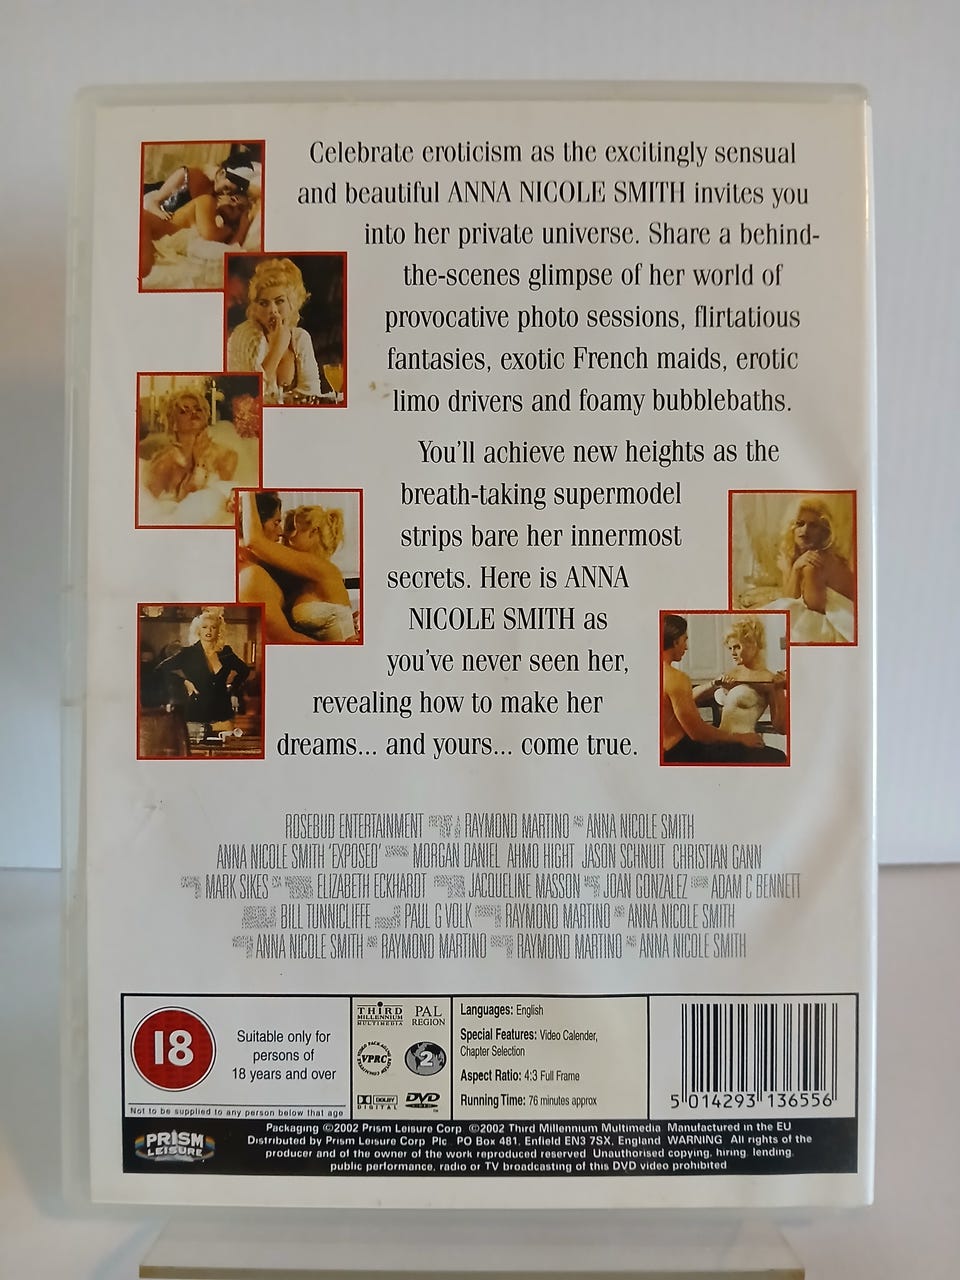 Celebrate eroticism as the excitingly sensual
and beautiful ANNA NICOLE SMITH invites you
into her private universe. Share a behind-
the-scenes glimpse of her world of
provocative photo sessions, flirtatious
fantasies, exotic French maids, erotic
limo drivers and foamy bubblebaths.
You'll achieve new heights as the
breath-taking supermodel
strips bare her innermost
secrets. Here is ANNA
NICOLE SMITH as
you've never seen her,
revealing how to make her
dreams... and yours... come true.
ROSEBUD ENTERTAINMENT RAYMOND MARTINO ANNA NICOLE SMITH
ANNA NICOLE SMITH 'EXPOSED' MORGAN DANIEL AHMO HIGHT JASON SCHNUIT CHRISTIAN GANN
MARK SIKES ELIZABETH ECKHARDT JACQUELINE MASSON JOAN GONZALEZ ADAM C BENNETT
BILL TUNNICLIFFE PAUL G VOLK RAYMOND MARTINO ANNA NICOLE SMITH
ANNA NICOLE SMITH RAYMOND MARTINO RAYMOND MARTINO ANNA NICOLE SMITH
18
Suitable only for
persons of
18 years and over
Not to be supplied to any person below that age
THIRD
MILLENNIUM
MULTIMEDIA
PAL
REGION
2
VPRC
DOLBY
DIGITAL
DVD
VIDEO
Languages: English
Special Features: Video Calender,
Chapter Selection
Aspect Ratio: 4:3 Full Frame
Running Time: 76 minutes approx
5 014293 136556
PRISM
LEISURE
Packaging ©2002 Prism Leisure Corp ©2002 Third Millennium Multimedia Manufactured in the EU
Distributed by Prism Leisure Corp Plc PO Box 481, Enfield EN3 7SX, England WARNING All rights of the
producer and of the owner of the work reproduced reserved Unauthorised copying, hiring, lending,
public performance, radio or TV broadcasting of this DVD video prohibited